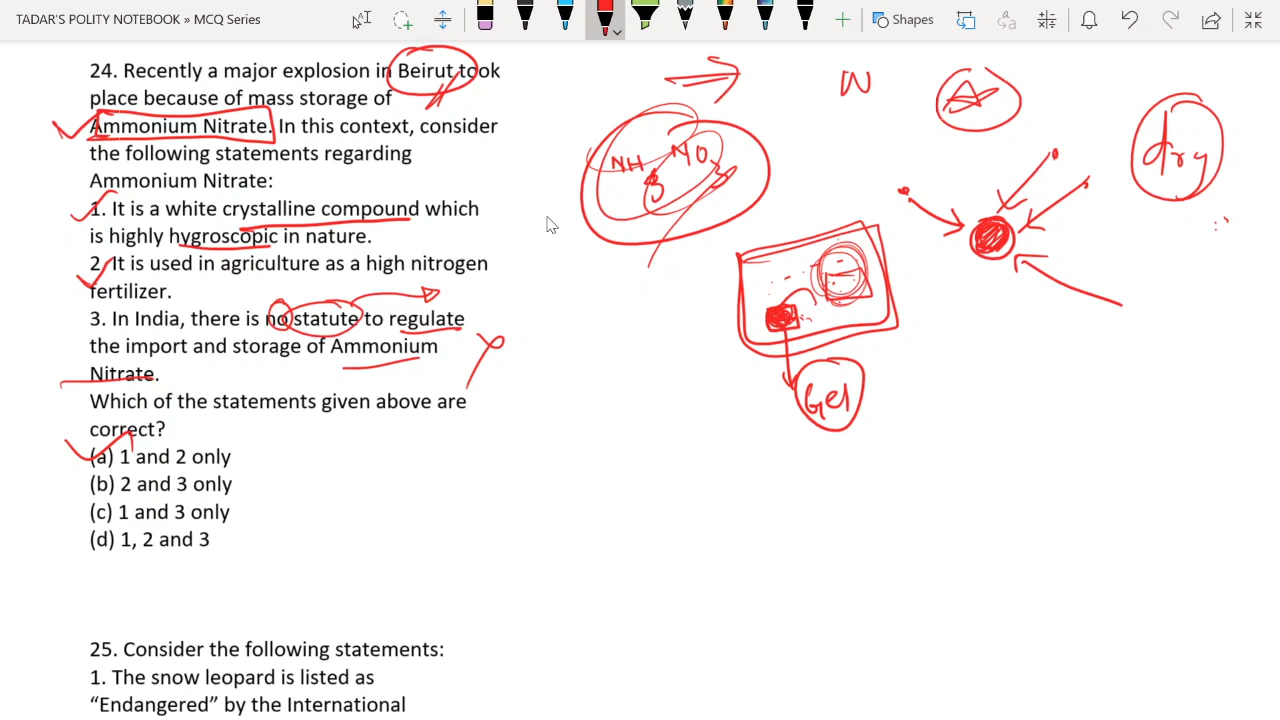 TADAR'S POLITY NOTEBOOK » MCQ Series
Shapes
24. Recently a major explosion in Beirut took
place because of mass storage of
Ammonium Nitrate. In this context, consider
the following statements regarding
Ammonium Nitrate:
1. It is a white crystalline compound which
is highly hygroscopic in nature.
2. It is used in agriculture as a high nitrogen
fertilizer.
3. In India, there is no statute to regulate
the import and storage of Ammonium
Nitrate.
Which of the statements given above are
correct?
(a) 1 and 2 only
(b) 2 and 3 only
(c) 1 and 3 only
(d) 1, 2 and 3
25. Consider the following statements:
1. The snow leopard is listed as
“Endangered” by the International
N
dry
NH NO3
Gel